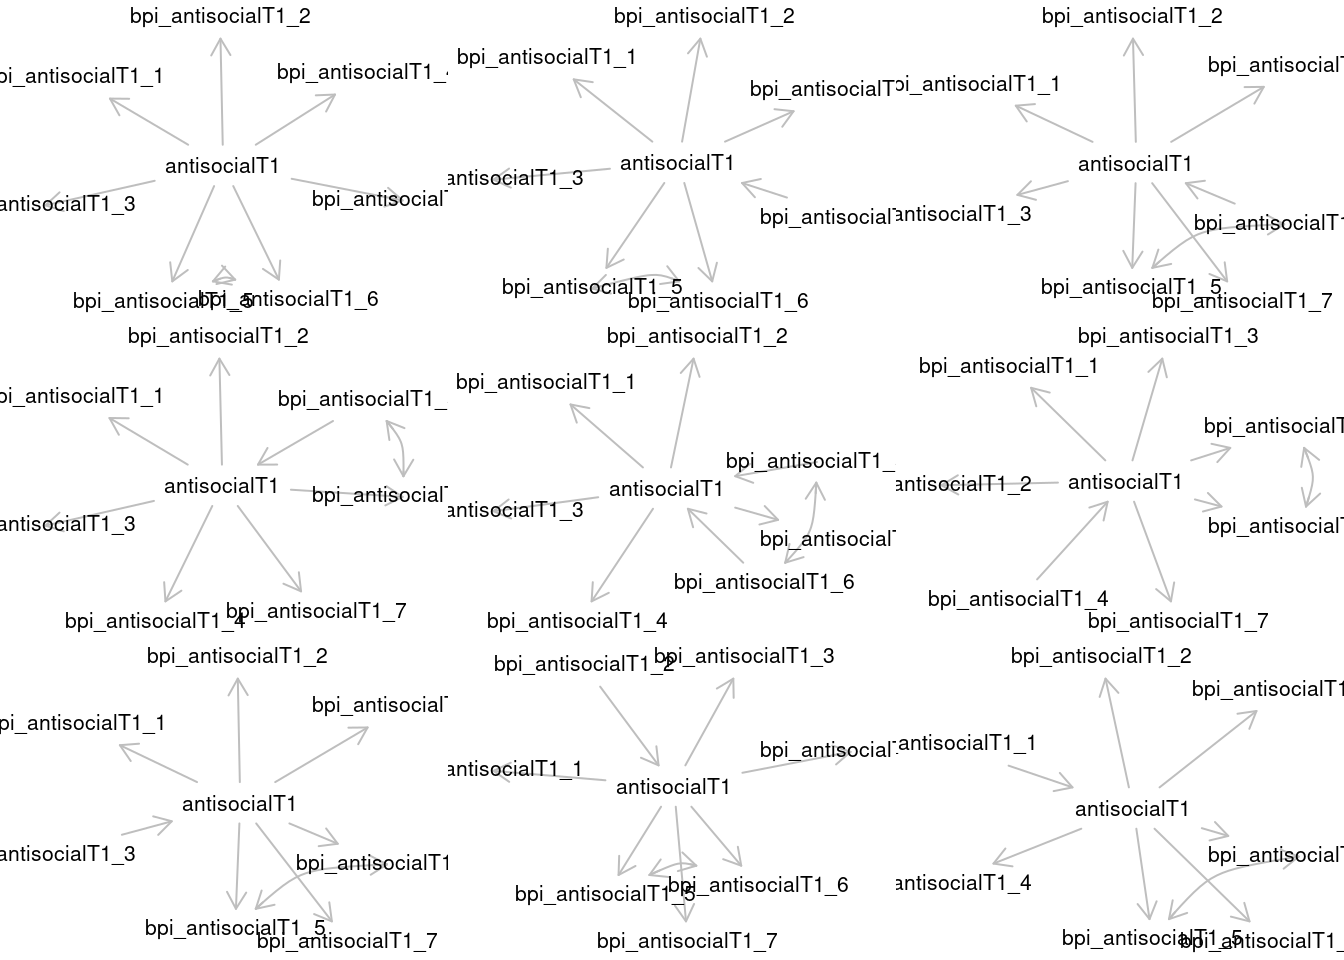 bpi_antisocialT1_2
bpi_antisocialT1_2
bpi_antisocialT1_2
bpi_antisocialT1_1
pi_antisocialT1_1
bpi_antisocialT1_
bpi_antisocialT
pi_antisocialT1_1
bpi_antisocialT
antisocialT1
antisocialT1
antisocialT1
antisocialT1_3
bpi_antisocial
antisocialT1_3
bpi_antisocial
antisocialT1_3
bpi_antisocialT1
bpi_antisocialT1_5
bpi_antisocialT1_6
bpi_antisocialT1_5
bpi_antisocialT1_6
bpi_antisocialT1_5
bpi_antisocialT1_7
bpi_antisocialT1_2
bpi_antisocialT1_2
bpi_antisocialT1_3
pi_antisocialT1_1
bpi_antisocialT1_
bpi_antisocialT1_1
bpi_antisocialT1_1
bpi_antisocialT
antisocialT1
bpi_antisocialT1_
antisocialT1
antisocialT1
bpi_antisocial
antisocialT1_2
antisocialT1_3
antisocialT1_3
bpi_antisocial
bpi_antisocial
bpi_antisocialT1_6
bpi_antisocialT1_4
bpi_antisocialT1_7
bpi_antisocialT1_4
bpi_antisocialT1_4
bpi_antisocialT1_7
bpi_antisocialT1_2
bpi_antisocialT1_2
bpi_antisocialT1_3
bpi_antisocialT1_2
pi_antisocialT1_1
bpi_antisocial
bpi_antisocialT1
antisocialT1_1
bpi_antisocial
antisocialT1_1
antisocialT1
antisocialT1
antisocialT1
antisocialT1_3
bpi_antisocialT1
bpi_antisocialT1_5
bpi_antisocialT1_6
antisocialT1_4
bpi_antisocial
bpi_antisocialT1_5
bpi_antisocialT1_7
bpi_antisocialT1_7
bpi_antisocialT1_5
bpi_antisocialT1_